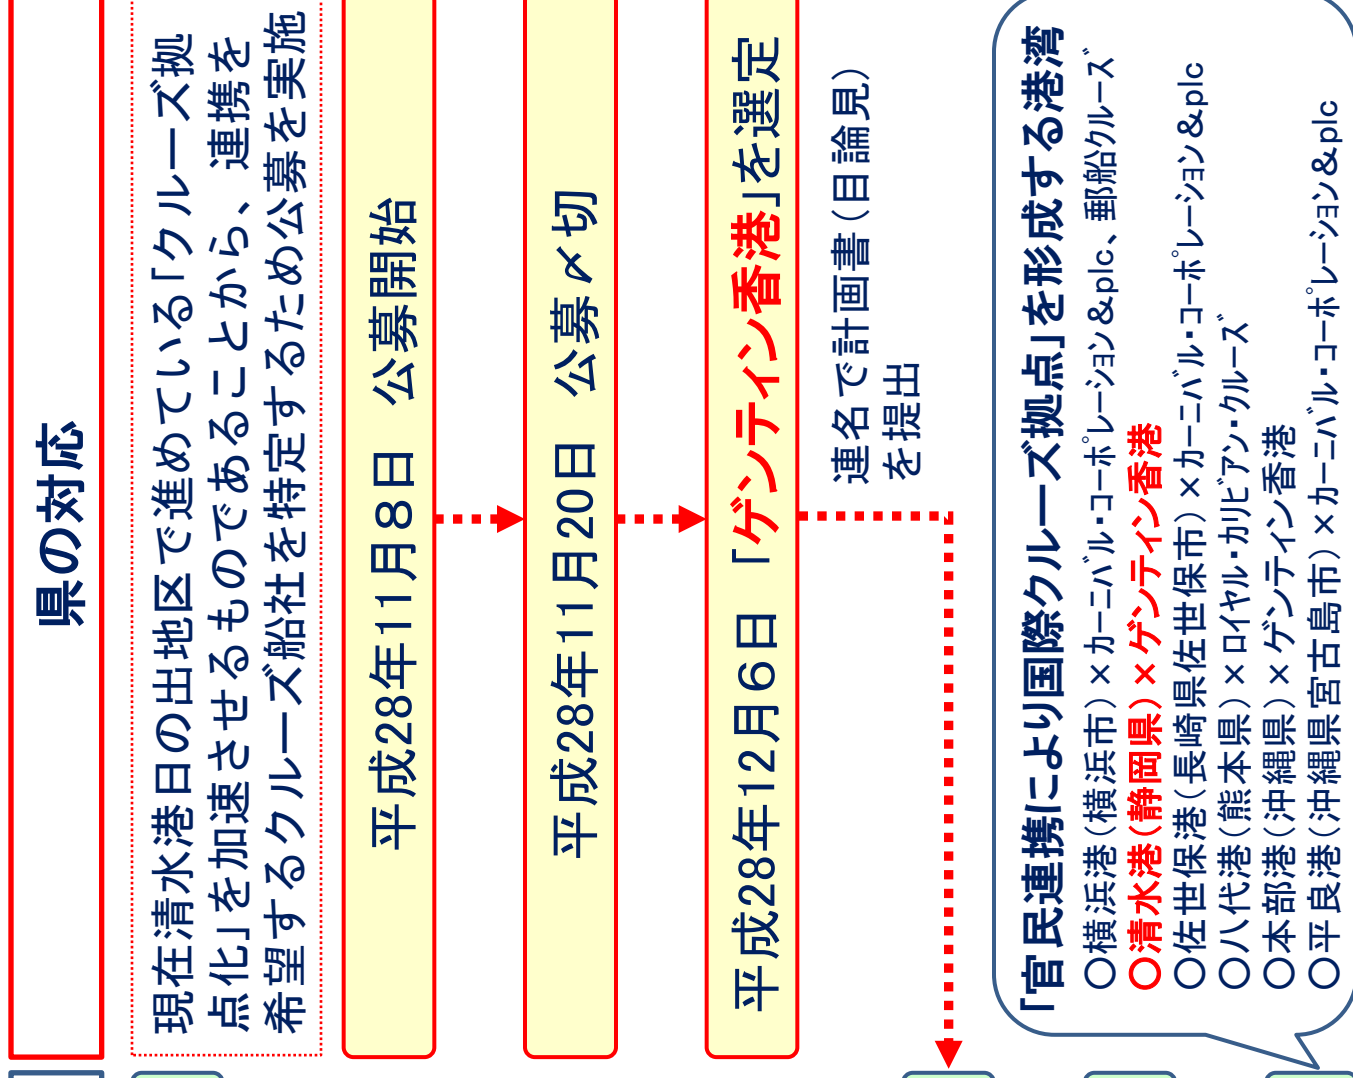 県の対応
現在清水港日の出地区で進めている「クルーズ拠
点化」を加速させるものであることから、連携を
希望するクルーズ船社を特定するため公募を実施
平成28年11月8日　公募開始
平成28年11月20日　公募〆切
平成28年12月6日　「ゲンティン香港」を選定
連名で計画書（目論見）
を提出
「官民連携により国際クルーズ拠点」を形成する港湾
○横浜港（横浜市）×カーニバル・コーポレーション&plc、郵船クルーズ
○清水港（静岡県）×ゲンティン香港
○佐世保港（長崎県佐世保市）×カーニバル・コーポレーション&plc
○八代港（熊本県）×ロイヤル・カリビアン・クルーズ
○本部港（沖縄県）×ゲンティン香港
○平良港（沖縄県宮古島市）×カーニバル・コーポレーション&plc